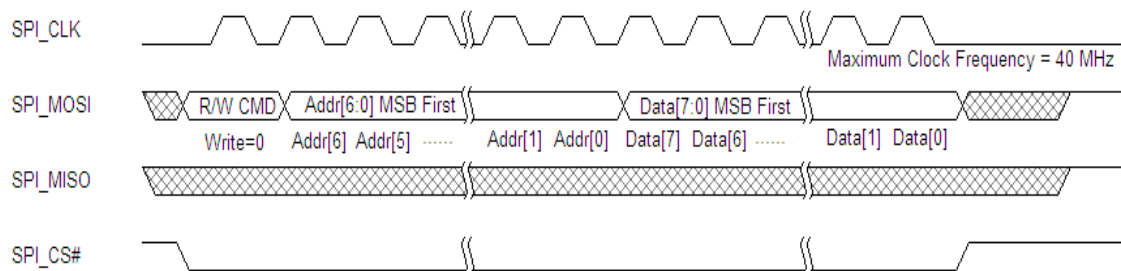 SPI_CLK
Maximum Clock Frequency = 40 MHz
SPI_MOSI
R/W CMD Addr[6:0] MSB First Data[7:0] MSB First
Write=0 Addr[6] Addr[5] ...... Addr[1] Addr[0] Data[7] Data[6] ...... Data[1] Data[0]
SPI_MISO
SPI_CS#